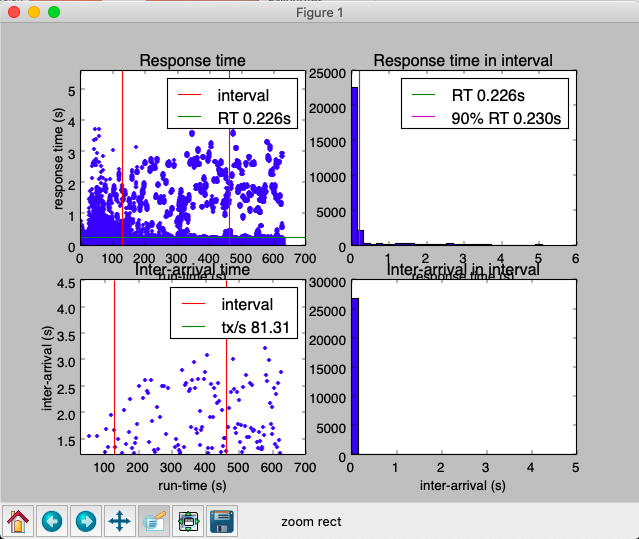 Figure 1
Response time
response time (s)
5
4
3
2
1
0
interval
RT 0.226s
0 100 200 300 400 500 600 700
run-time (s)
Response time in interval
25000
20000
15000
10000
5000
0
RT 0.226s
90% RT 0.230s
0 1 2 3 4 5 6
response time (s)
Inter-arrival time
inter-arrival (s)
4.5
4.0
3.5
3.0
2.5
2.0
1.5
interval
tx/s 81.31
100 200 300 400 500 600 700
run-time (s)
Inter-arrival in interval
30000
25000
20000
15000
10000
5000
0
0 1 2 3 4 5
inter-arrival (s)
zoom rect